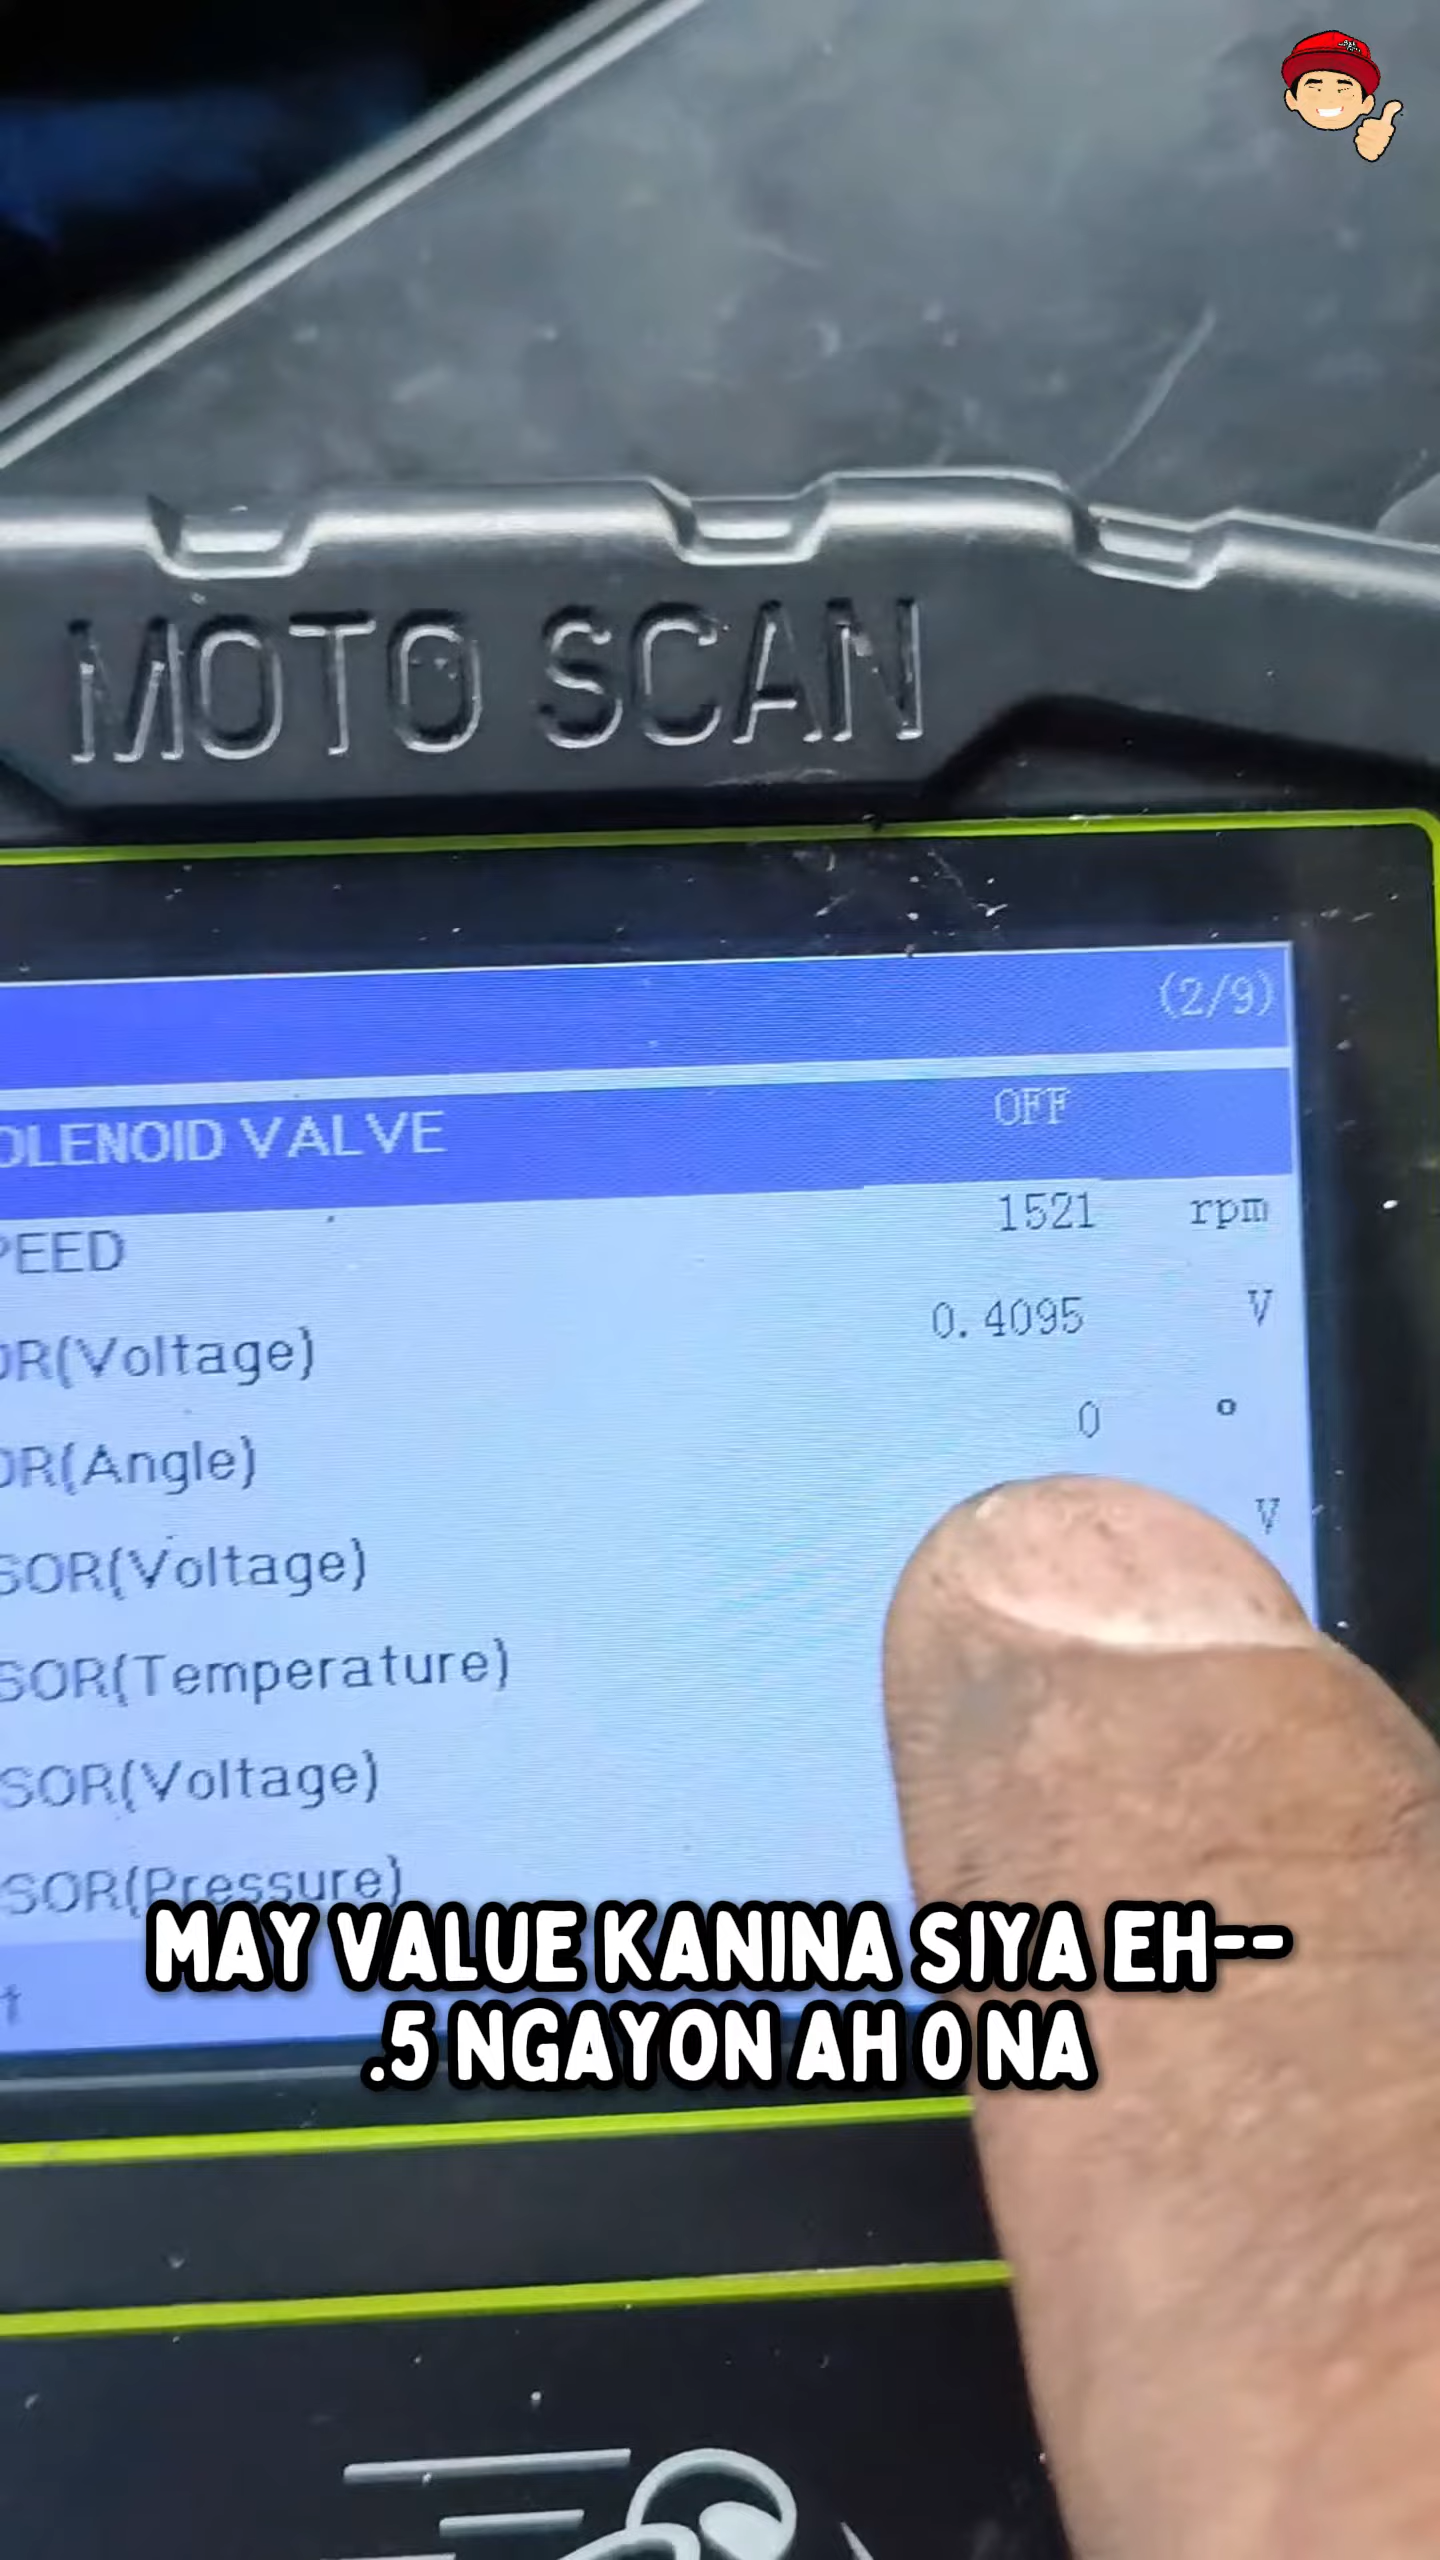 MOTO SCAN
(2/9)
OLENOID VALVE OFF
PEED 1521 rpm
OR(Voltage) 0.4095 V
OR(Angle) 0 °
SOR(Voltage) V
SOR(Temperature)
SOR(Voltage)
SOR(Pressure)
MAY VALUE KANINA SIYA EH--
.5 NGAYON AH 0 NA